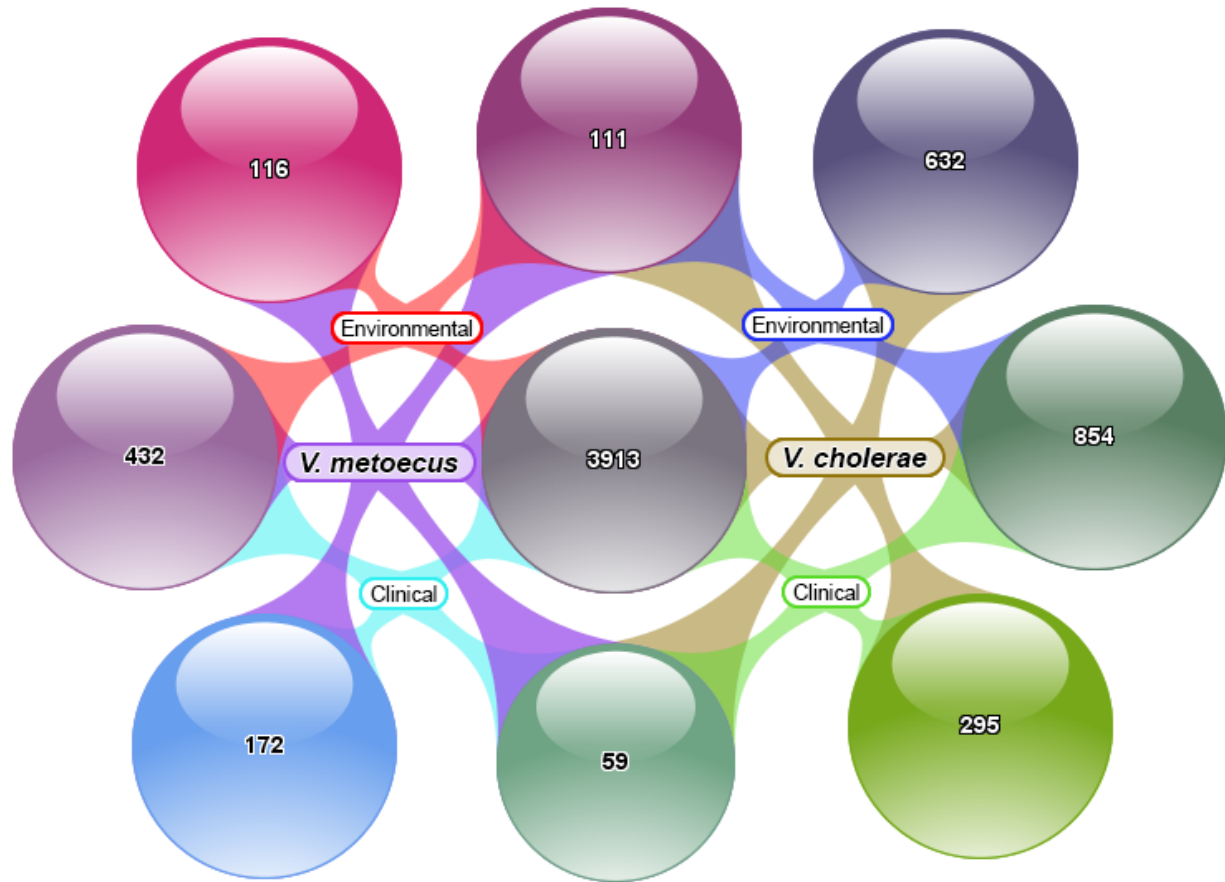 116
111
632
Environmental
Environmental
432
V. metoecus
3913
V. cholerae
854
Clinical
Clinical
172
59
295